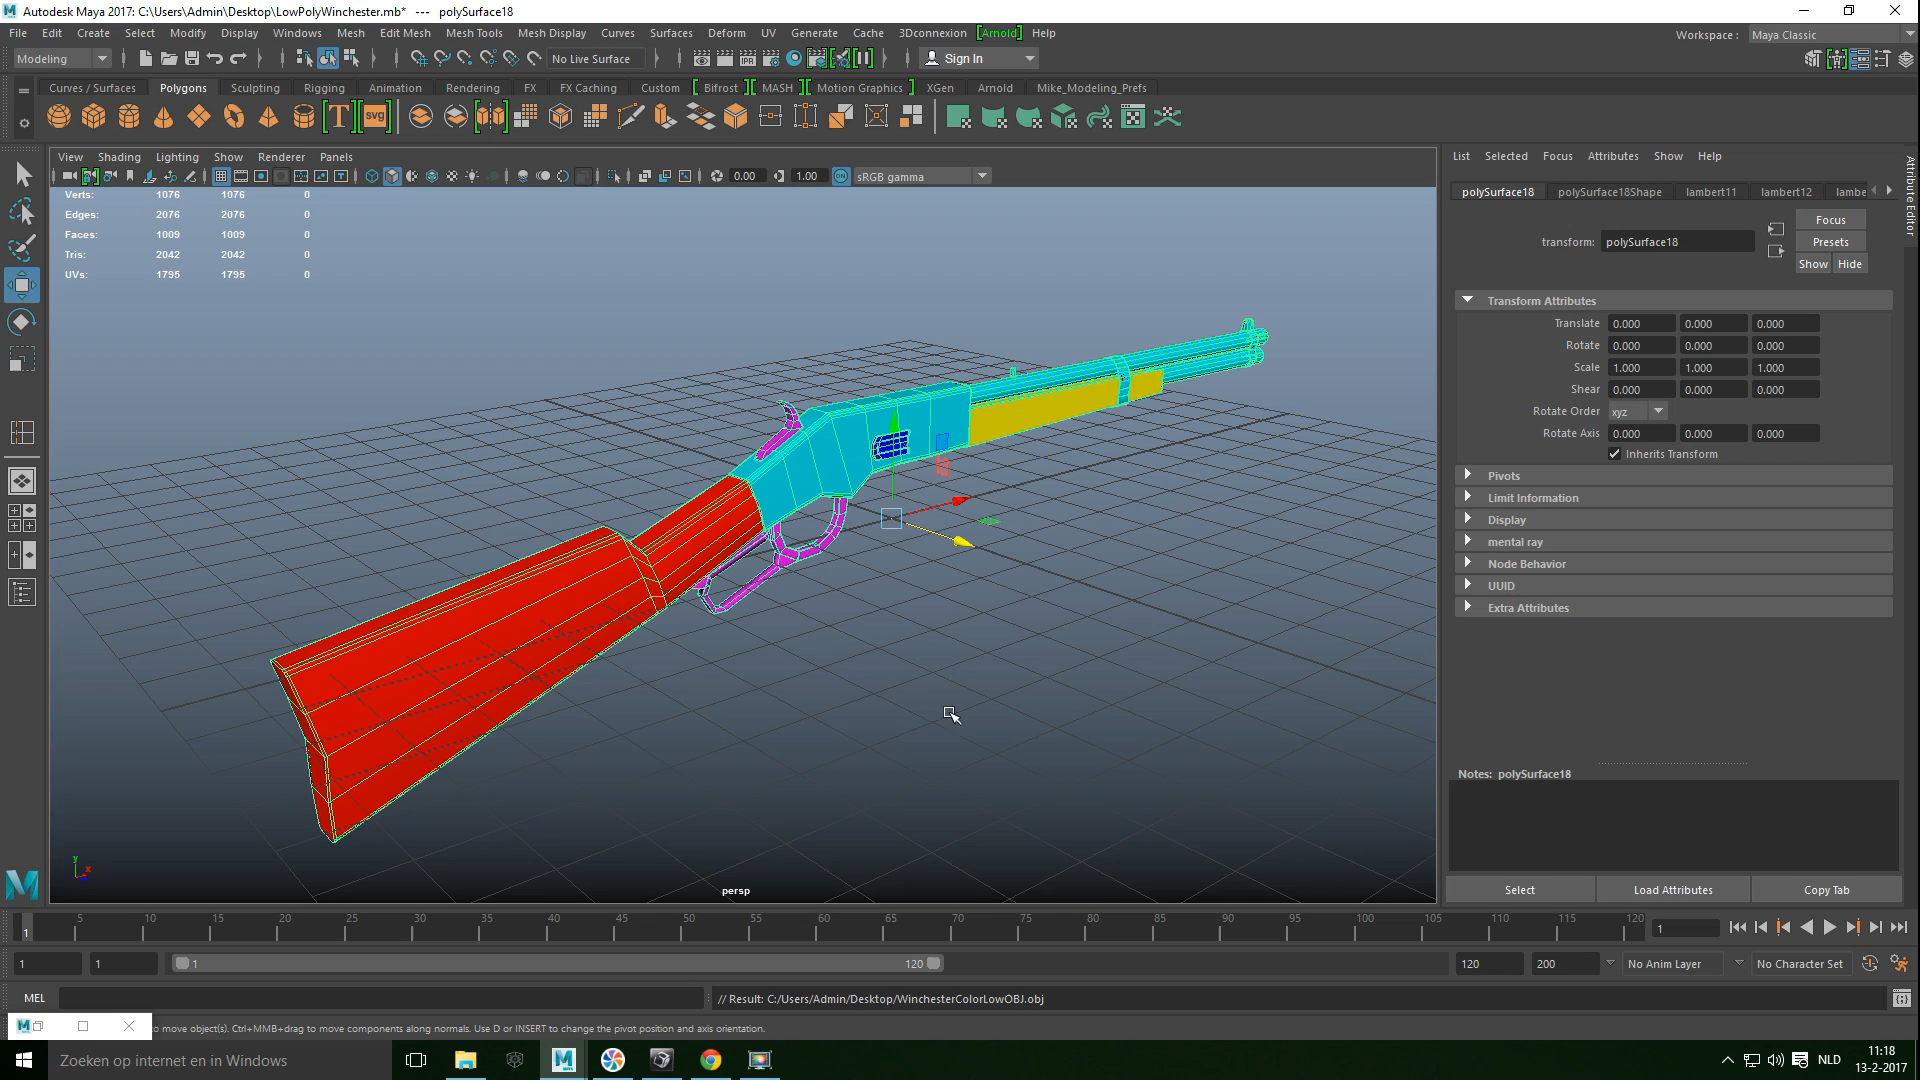 Autodesk Maya 2017: C:\Users\Admin\Desktop\LowPolyWinchester.mb*   ---   polySurface18
File Edit Create Select Modify Display Windows Mesh Edit Mesh Mesh Tools Mesh Display Curves Surfaces Deform UV Generate Cache 3Dconnexion [Arnold] Help
Workspace : Maya Classic
Modeling No Live Surface Sign In
Curves / Surfaces Polygons Sculpting Rigging Animation Rendering FX FX Caching Custom Bifrost MASH Motion Graphics XGen Arnold Mike_Modeling_Prefs
T svg
View Shading Lighting Show Renderer Panels
0.00 1.00 ON sRGB gamma
Verts: 1076 1076 0
Edges: 2076 2076 0
Faces: 1009 1009 0
Tris: 2042 2042 0
UVs: 1795 1795 0
y
x
persp
List Selected Focus Attributes Show Help
polySurface18 polySurface18Shape lambert11 lambert12 lambe
Attribute Editor
Focus
transform: polySurface18
Presets
Show Hide
Transform Attributes
Translate 0.000 0.000 0.000
Rotate 0.000 0.000 0.000
Scale 1.000 1.000 1.000
Shear 0.000 0.000 0.000
Rotate Order xyz
Rotate Axis 0.000 0.000 0.000
Inherits Transform
Pivots
Limit Information
Display
mental ray
Node Behavior
UUID
Extra Attributes
Notes: polySurface18
Select Load Attributes Copy Tab
5 10 15 20 25 30 35 40 45 50 55 60 65 70 75 80 85 90 95 100 105 110 115 120
1 1
1 1 1 120 120 200 No Anim Layer No Character Set
MEL // Result: C:/Users/Admin/Desktop/WinchesterColorLowOBJ.obj
to move object(s). Ctrl+MMB+drag to move components along normals. Use D or INSERT to change the pivot position and axis orientation.
Zoeken op internet en in Windows
NLD
11:18
13-2-2017